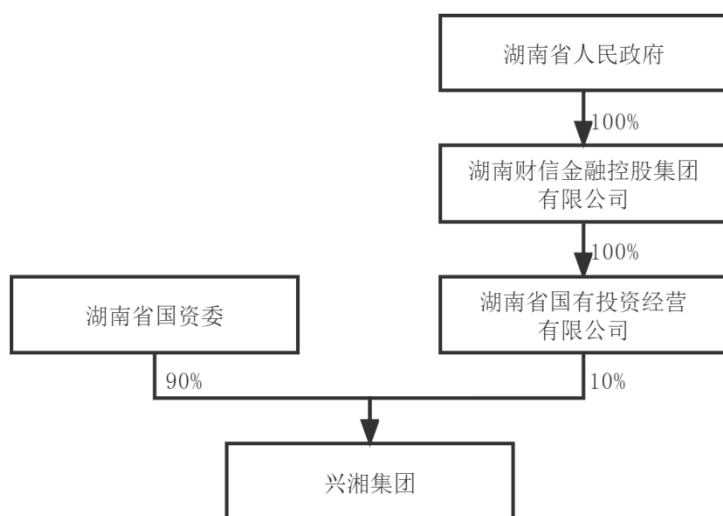 湖南省人民政府
100%
湖南财信金融控股集团
有限公司
100%
湖南省国资委
湖南省国有投资经营
有限公司
90%
10%
兴湘集团